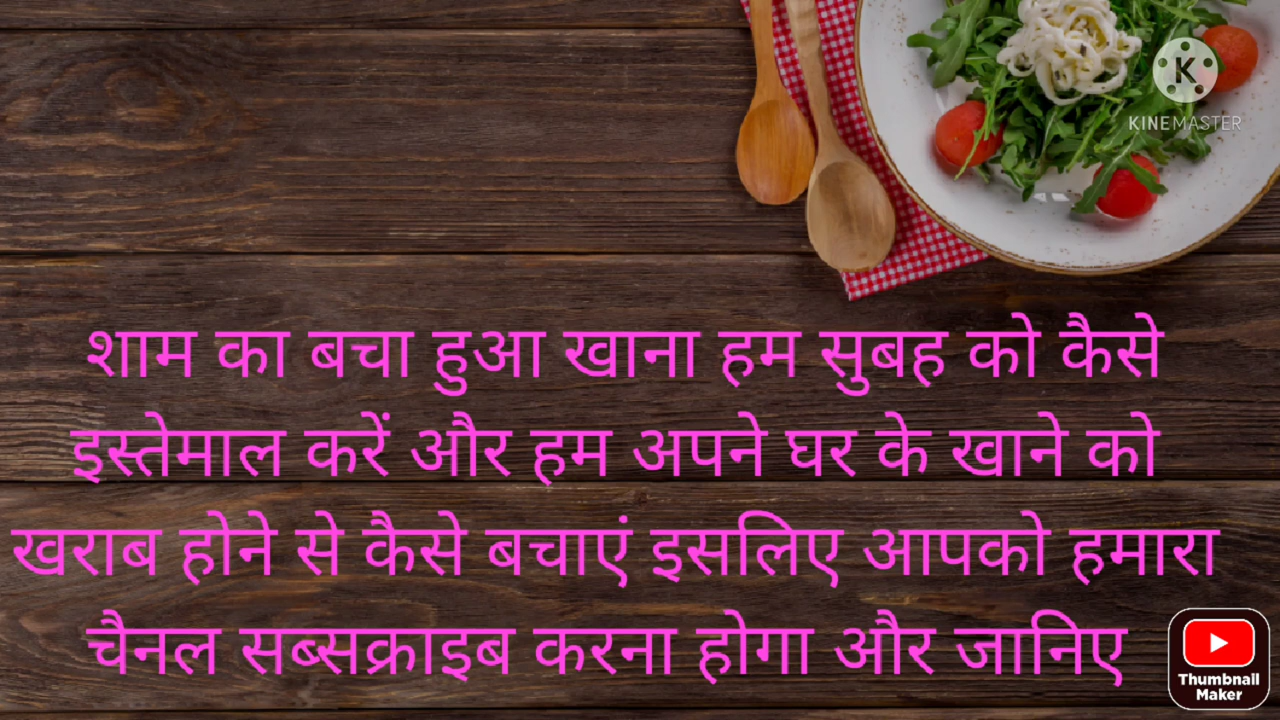 K
KINEMASTER
शाम का बचा हुआ खाना हम सुबह को कैसे
इस्तेमाल करें और हम अपने घर के खाने को
खराब होने से कैसे बचाएं इसलिए आपको हमारा
चैनल सब्सक्राइब करना होगा और जानिए
Thumbnail
Maker